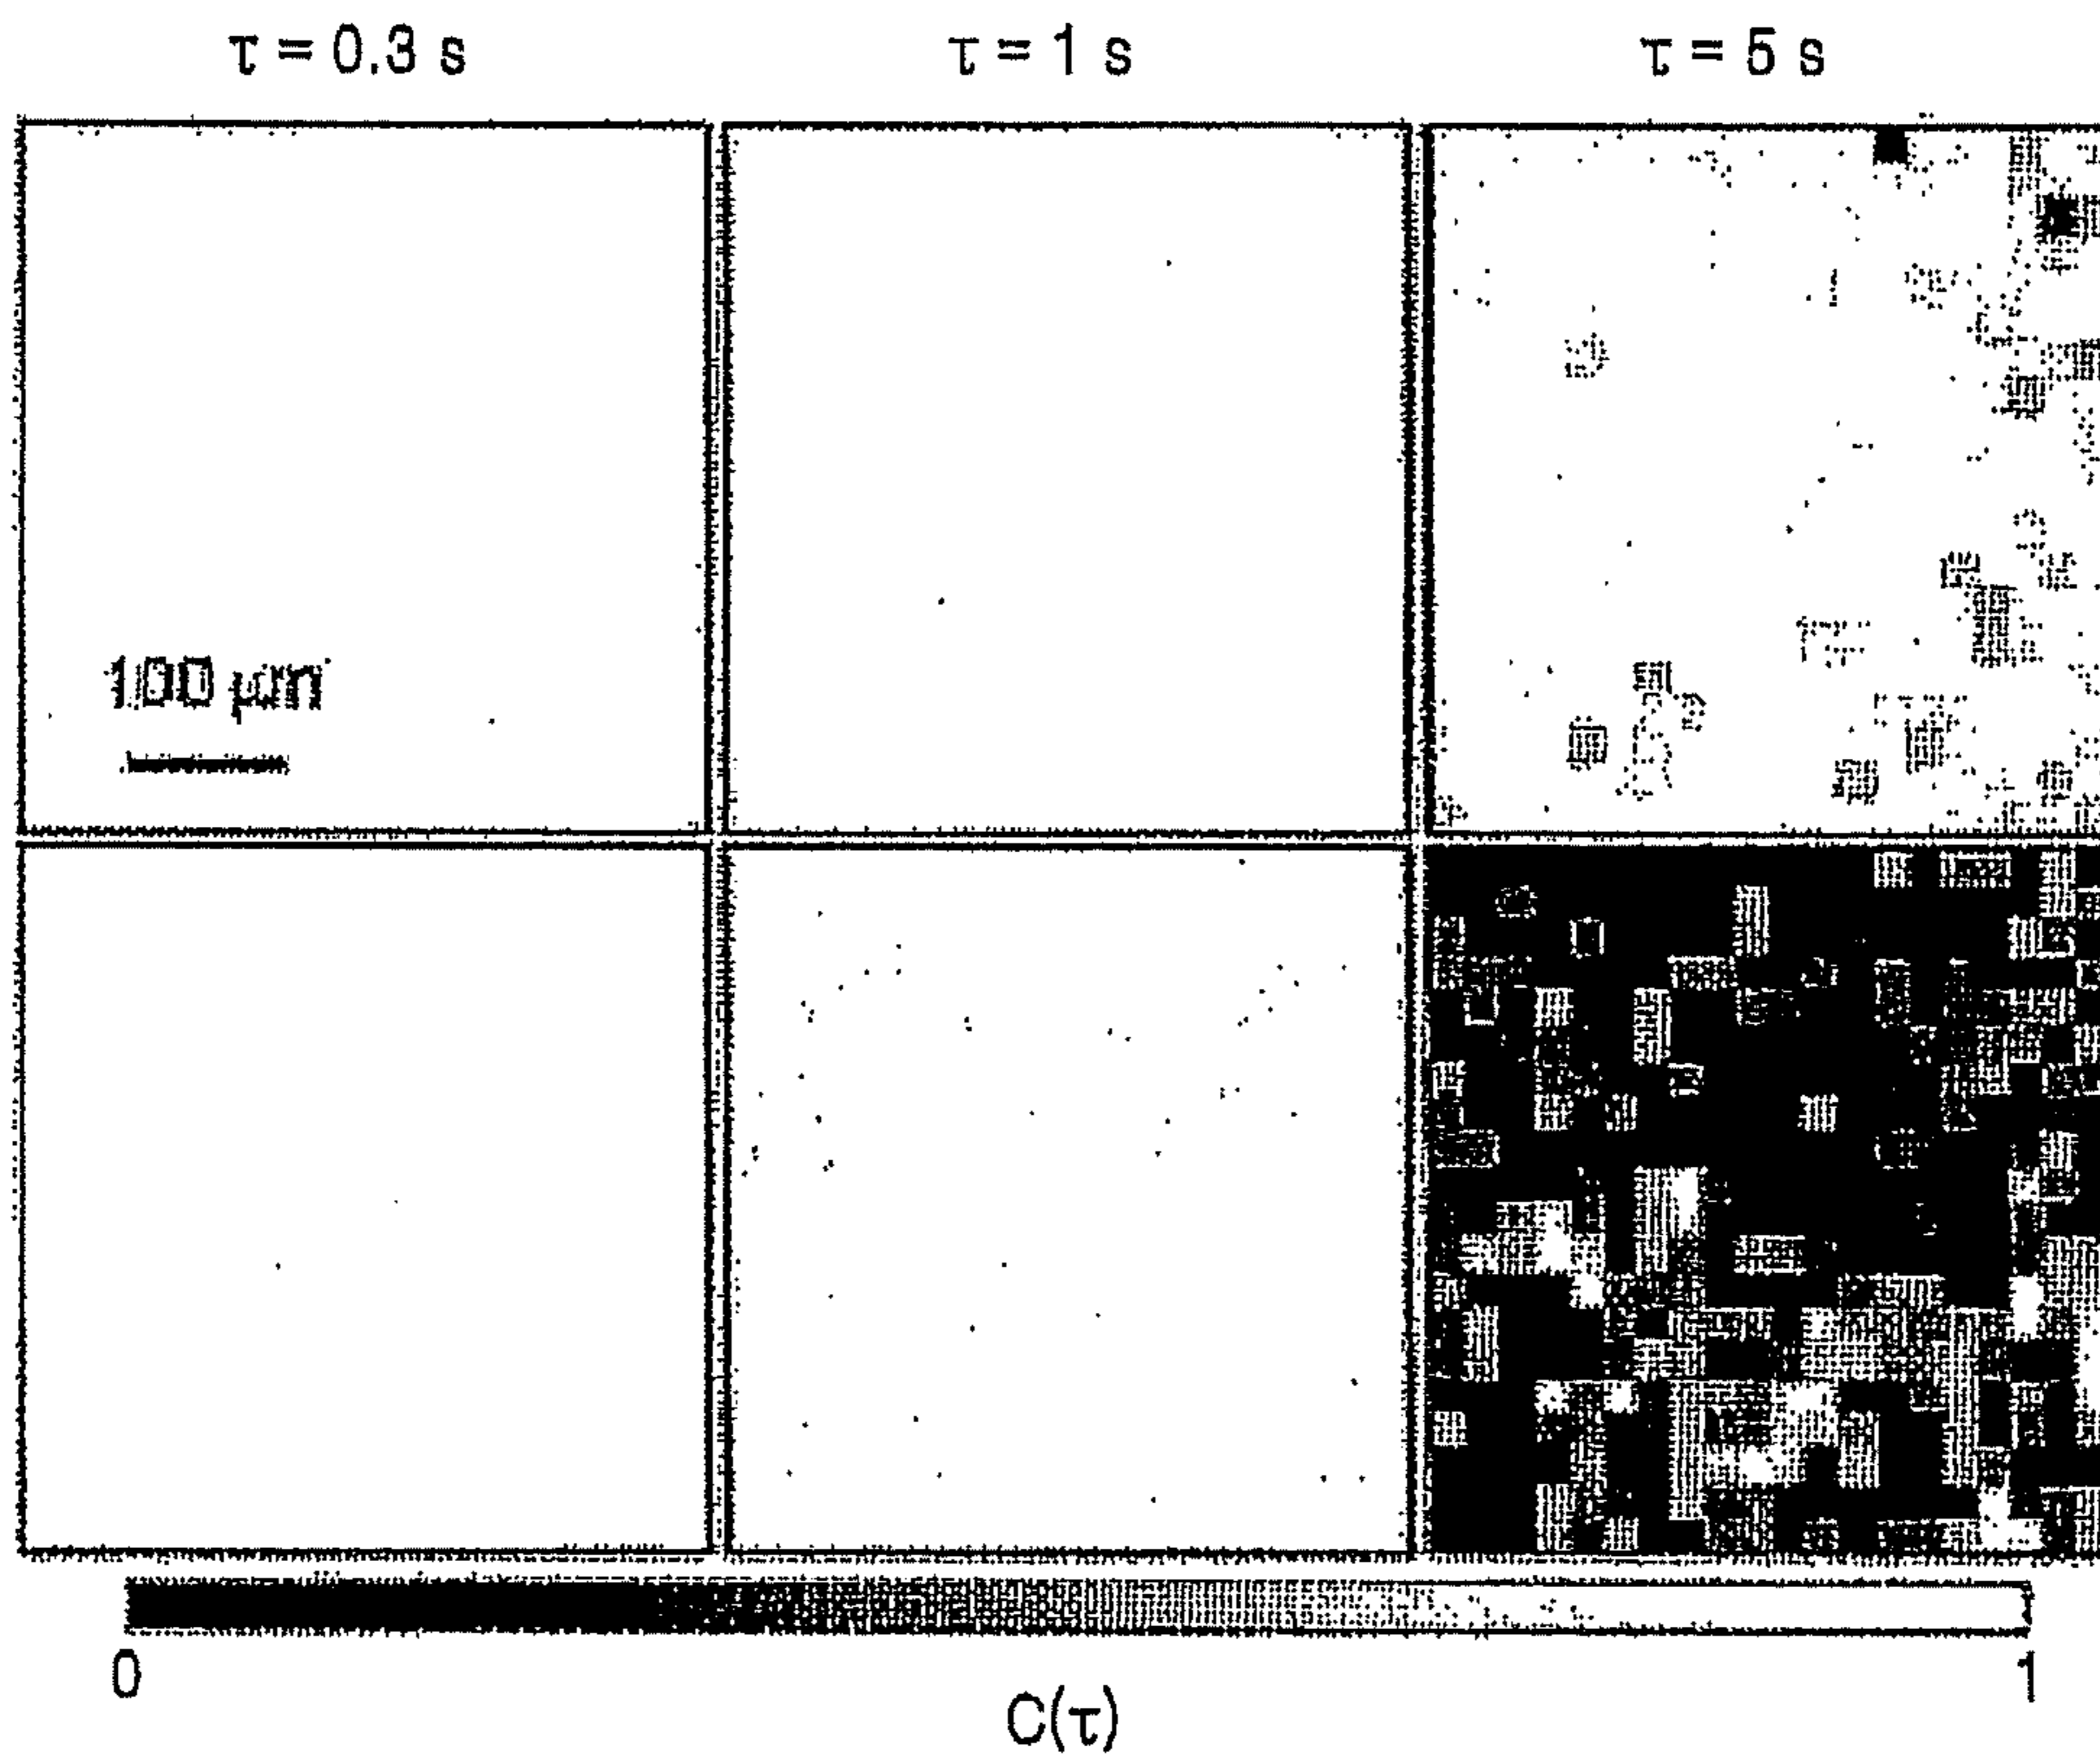 τ = 0.3 s τ = 1 s τ = 5 s
100 μm
0 1
C(τ)